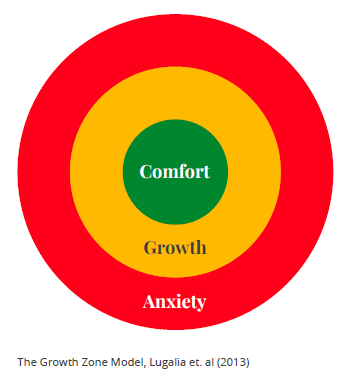 Comfort
Growth
Anxiety
The Growth Zone Model, Lugalia et. al (2013)